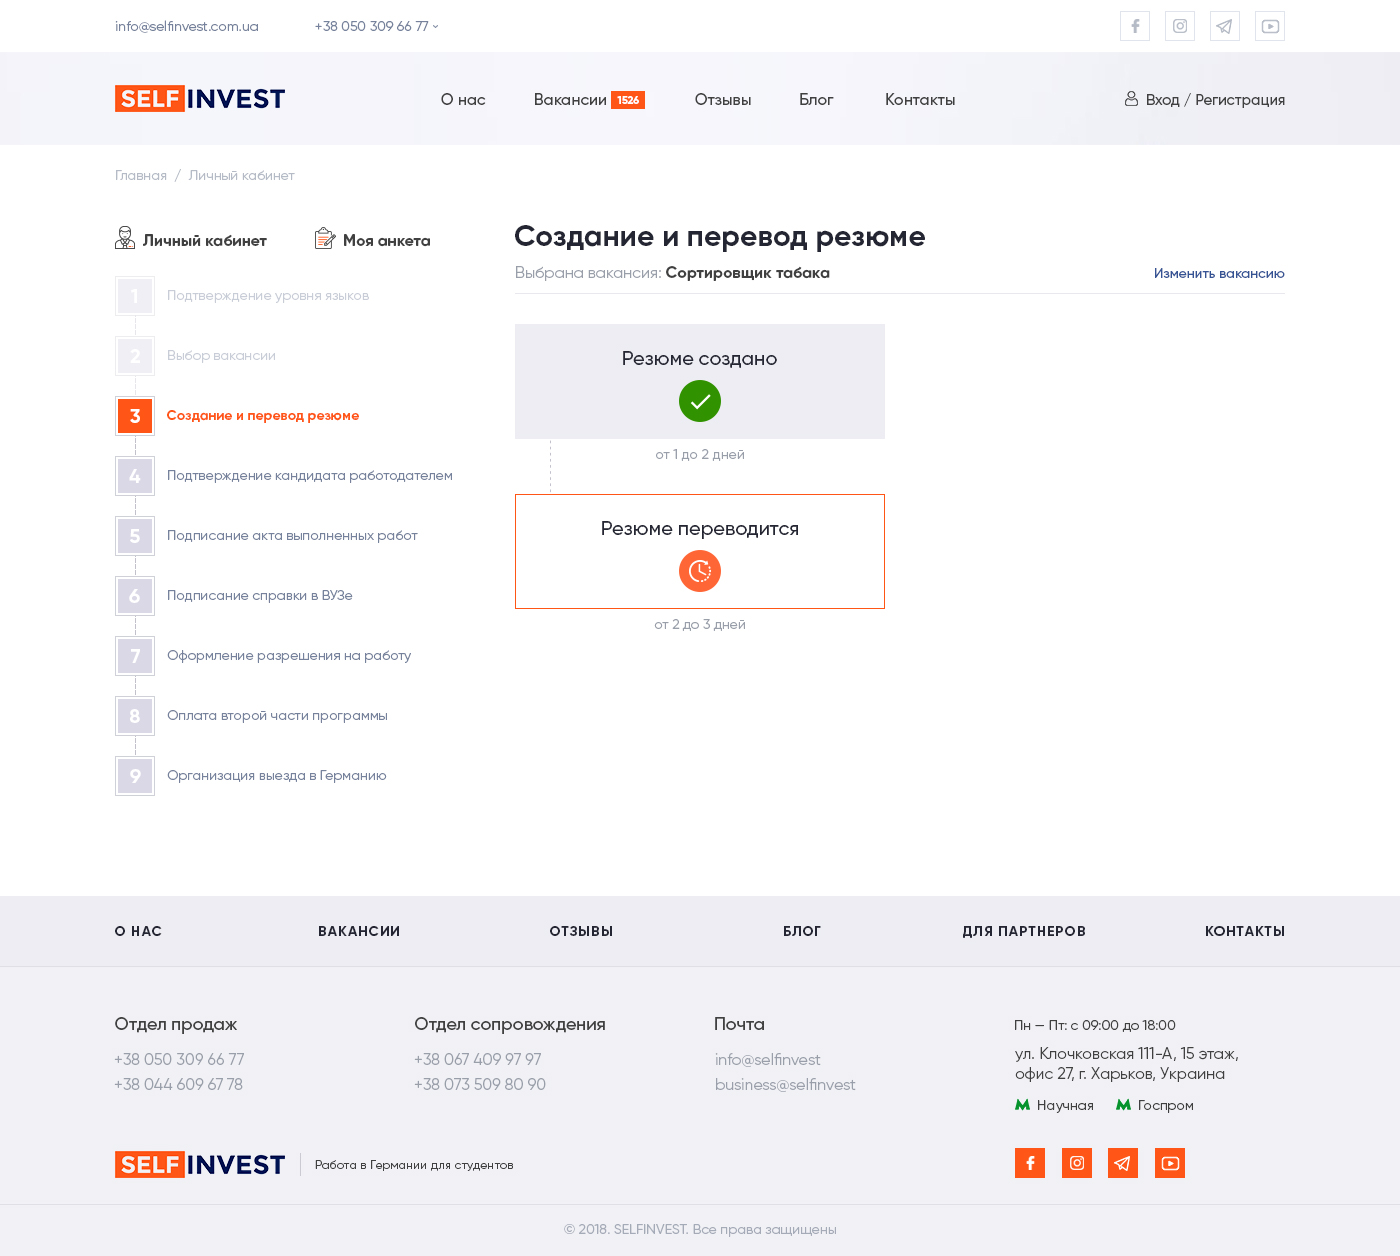 info@selfinvest.com.ua
+38 050 309 66 77
SELFINVEST
О нас
Вакансии 1526
Отзывы
Блог
Контакты
Вход / Регистрация
Главная / Личный кабинет
Личный кабинет
Моя анкета
1 Подтверждение уровня языков
2 Выбор вакансии
3 Создание и перевод резюме
4 Подтверждение кандидата работодателем
5 Подписание акта выполненных работ
6 Подписание справки в ВУЗе
7 Оформление разрешения на работу
8 Оплата второй части программы
9 Организация выезда в Германию
Создание и перевод резюме
Выбрана вакансия: Сортировщик табака
Изменить вакансию
Резюме создано
от 1 до 2 дней
Резюме переводится
от 2 до 3 дней
О НАС
ВАКАНСИИ
ОТЗЫВЫ
БЛОГ
ДЛЯ ПАРТНЕРОВ
КОНТАКТЫ
Отдел продаж
+38 050 309 66 77
+38 044 609 67 78
Отдел сопровождения
+38 067 409 97 97
+38 073 509 80 90
Почта
info@selfinvest
business@selfinvest
Пн – Пт: с 09:00 до 18:00
ул. Клочковская 111-А, 15 этаж,
офис 27, г. Харьков, Украина
Научная
Госпром
SELFINVEST
Работа в Германии для студентов
© 2018. SELFINVEST. Все права защищены